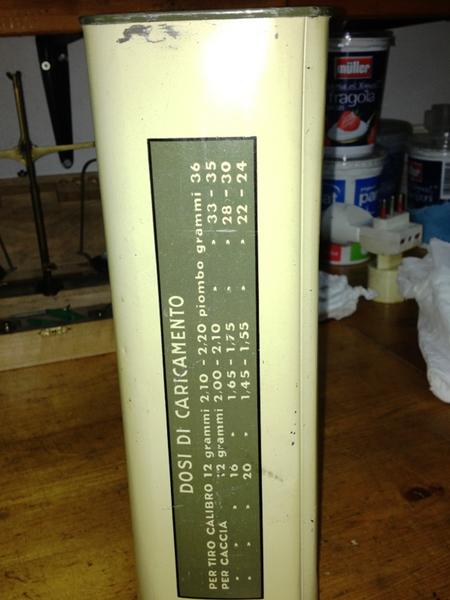 DOSI DI CARICAMENTO
PER TIRO CALIBRO 12 grammi 2,10 - 2,20 piombo grammi 36
PER CACCIA " 12 grammi 2,00 - 2,10 " " 33 - 35
" " " 16 " 1,65 - 1,75 " " 28 - 30
" " " 20 " 1,45 - 1,55 " " 22 - 24
müller
fragola